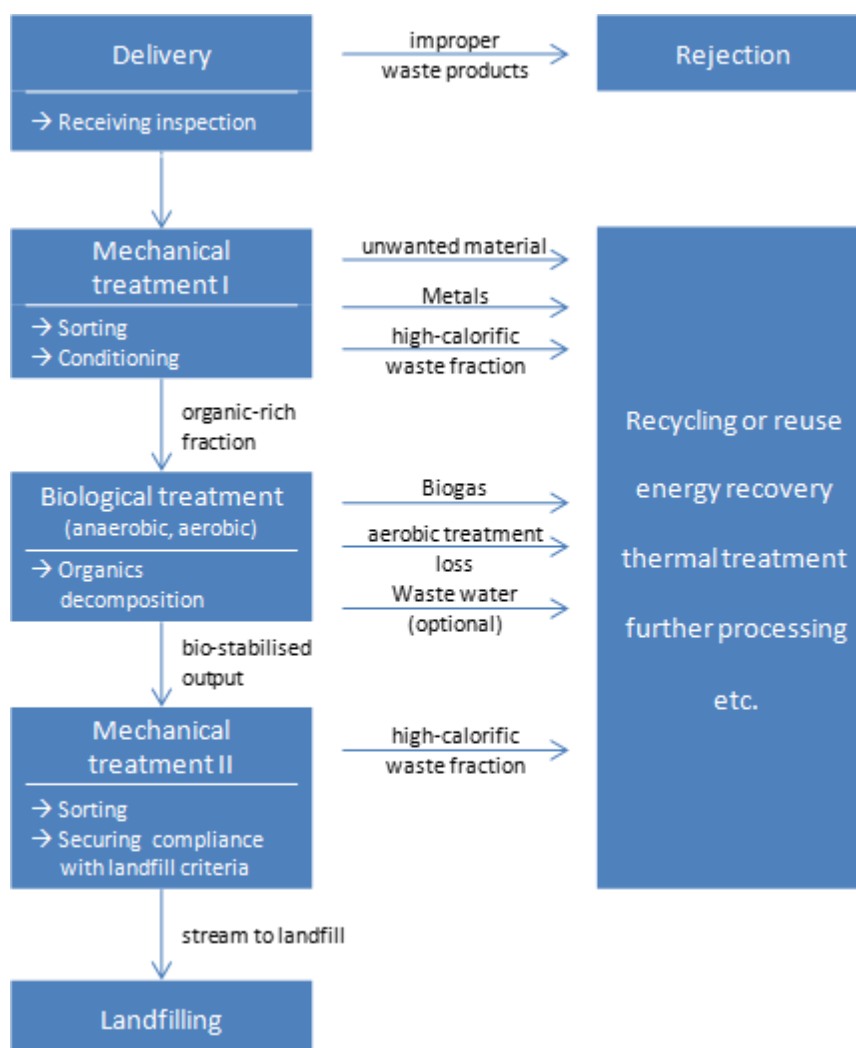 Delivery
→ Receiving inspection
improper
waste products
Rejection
Mechanical
treatment I
→ Sorting
→ Conditioning
unwanted material
Metals
high-calorific
waste fraction
organic-rich
fraction
Biological treatment
(anaerobic, aerobic)
→ Organics
decomposition
Biogas
aerobic treatment
loss
Waste water
(optional)
bio-stabilised
output
Mechanical
treatment II
→ Sorting
→ Securing compliance
with landfill criteria
high-calorific
waste fraction
Recycling or reuse
energy recovery
thermal treatment
further processing
etc.
stream to landfill
Landfilling